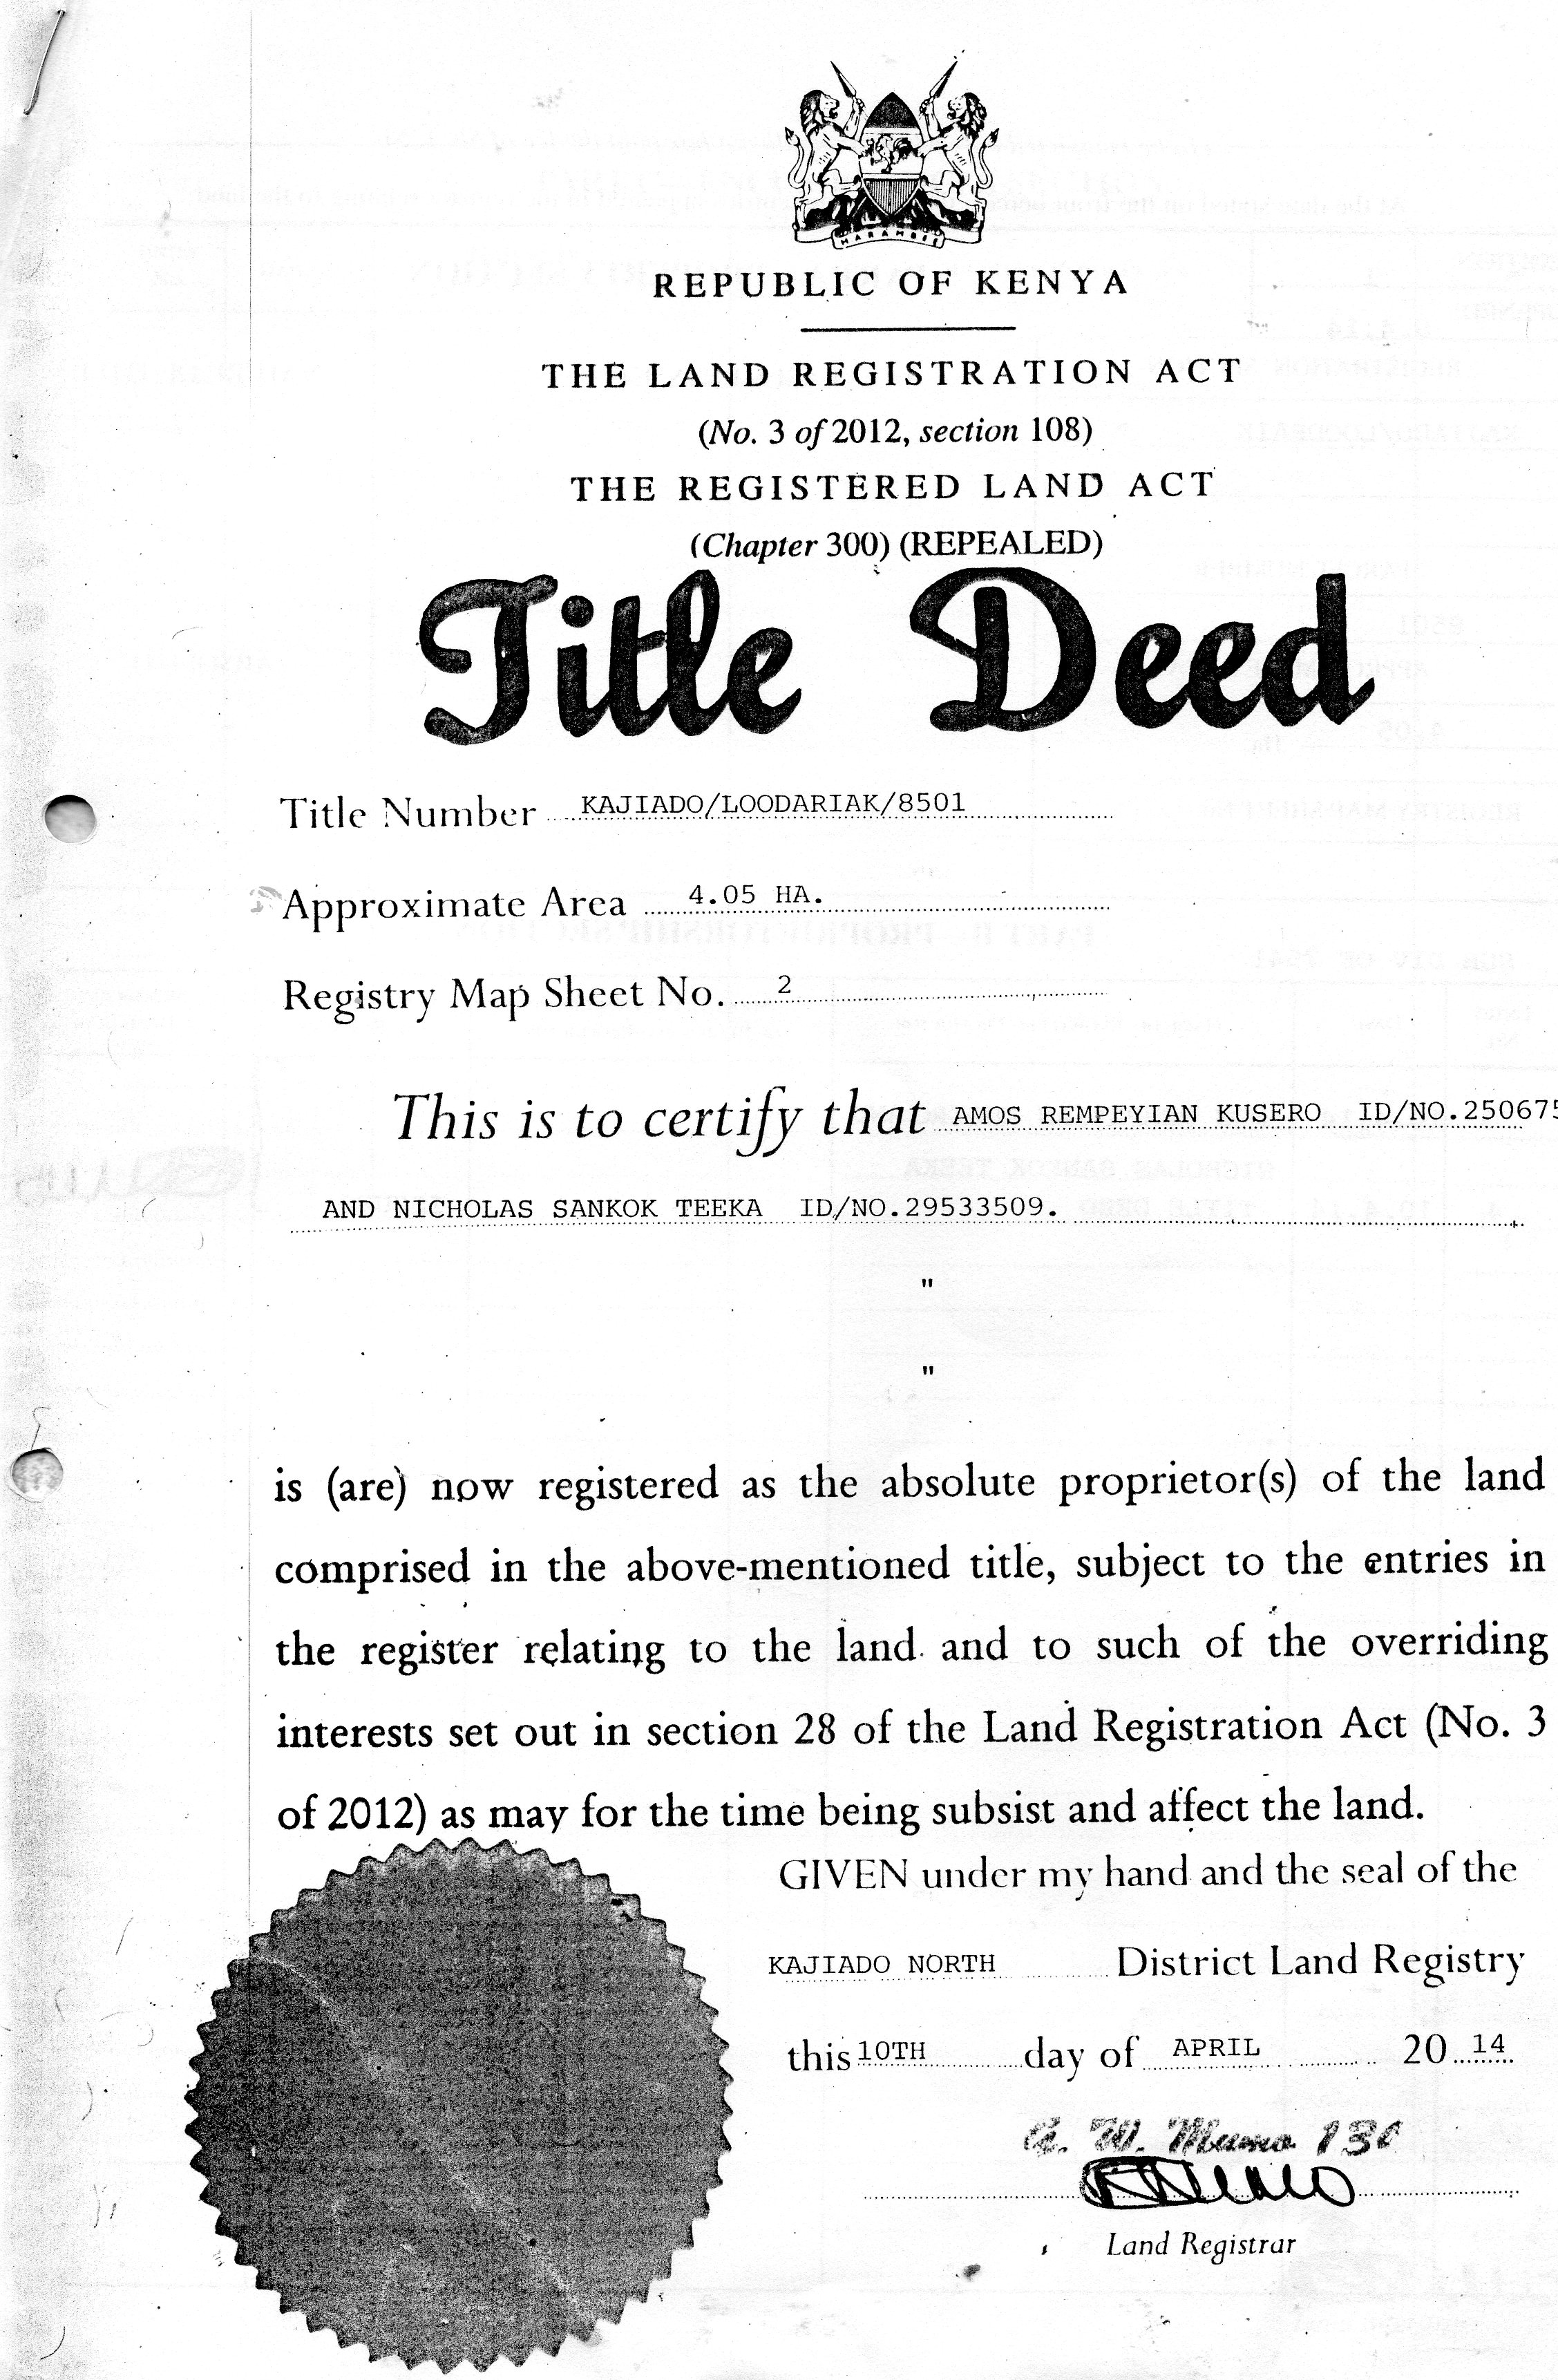 HARAMBEE
REPUBLIC OF KENYA
THE LAND REGISTRATION ACT
(No. 3 of 2012, section 108)
THE REGISTERED LAND ACT
(Chapter 300) (REPEALED)
Title Deed
Title Number KAJIADO/LOODARIAK/8501
Approximate Area 4.05 HA.
Registry Map Sheet No. 2
This is to certify that AMOS REMPEYIAN KUSERO ID/NO.250675
AND NICHOLAS SANKOK TEEKA ID/NO.29533509.
"
"
is (are) now registered as the absolute proprietor(s) of the land
comprised in the above-mentioned title, subject to the entries in
the register relating to the land and to such of the overriding
interests set out in section 28 of the Land Registration Act (No. 3
of 2012) as may for the time being subsist and affect the land.
GIVEN under my hand and the seal of the
KAJIADO NORTH District Land Registry
this 10TH day of APRIL 20 14
W. Mumo
Land Registrar